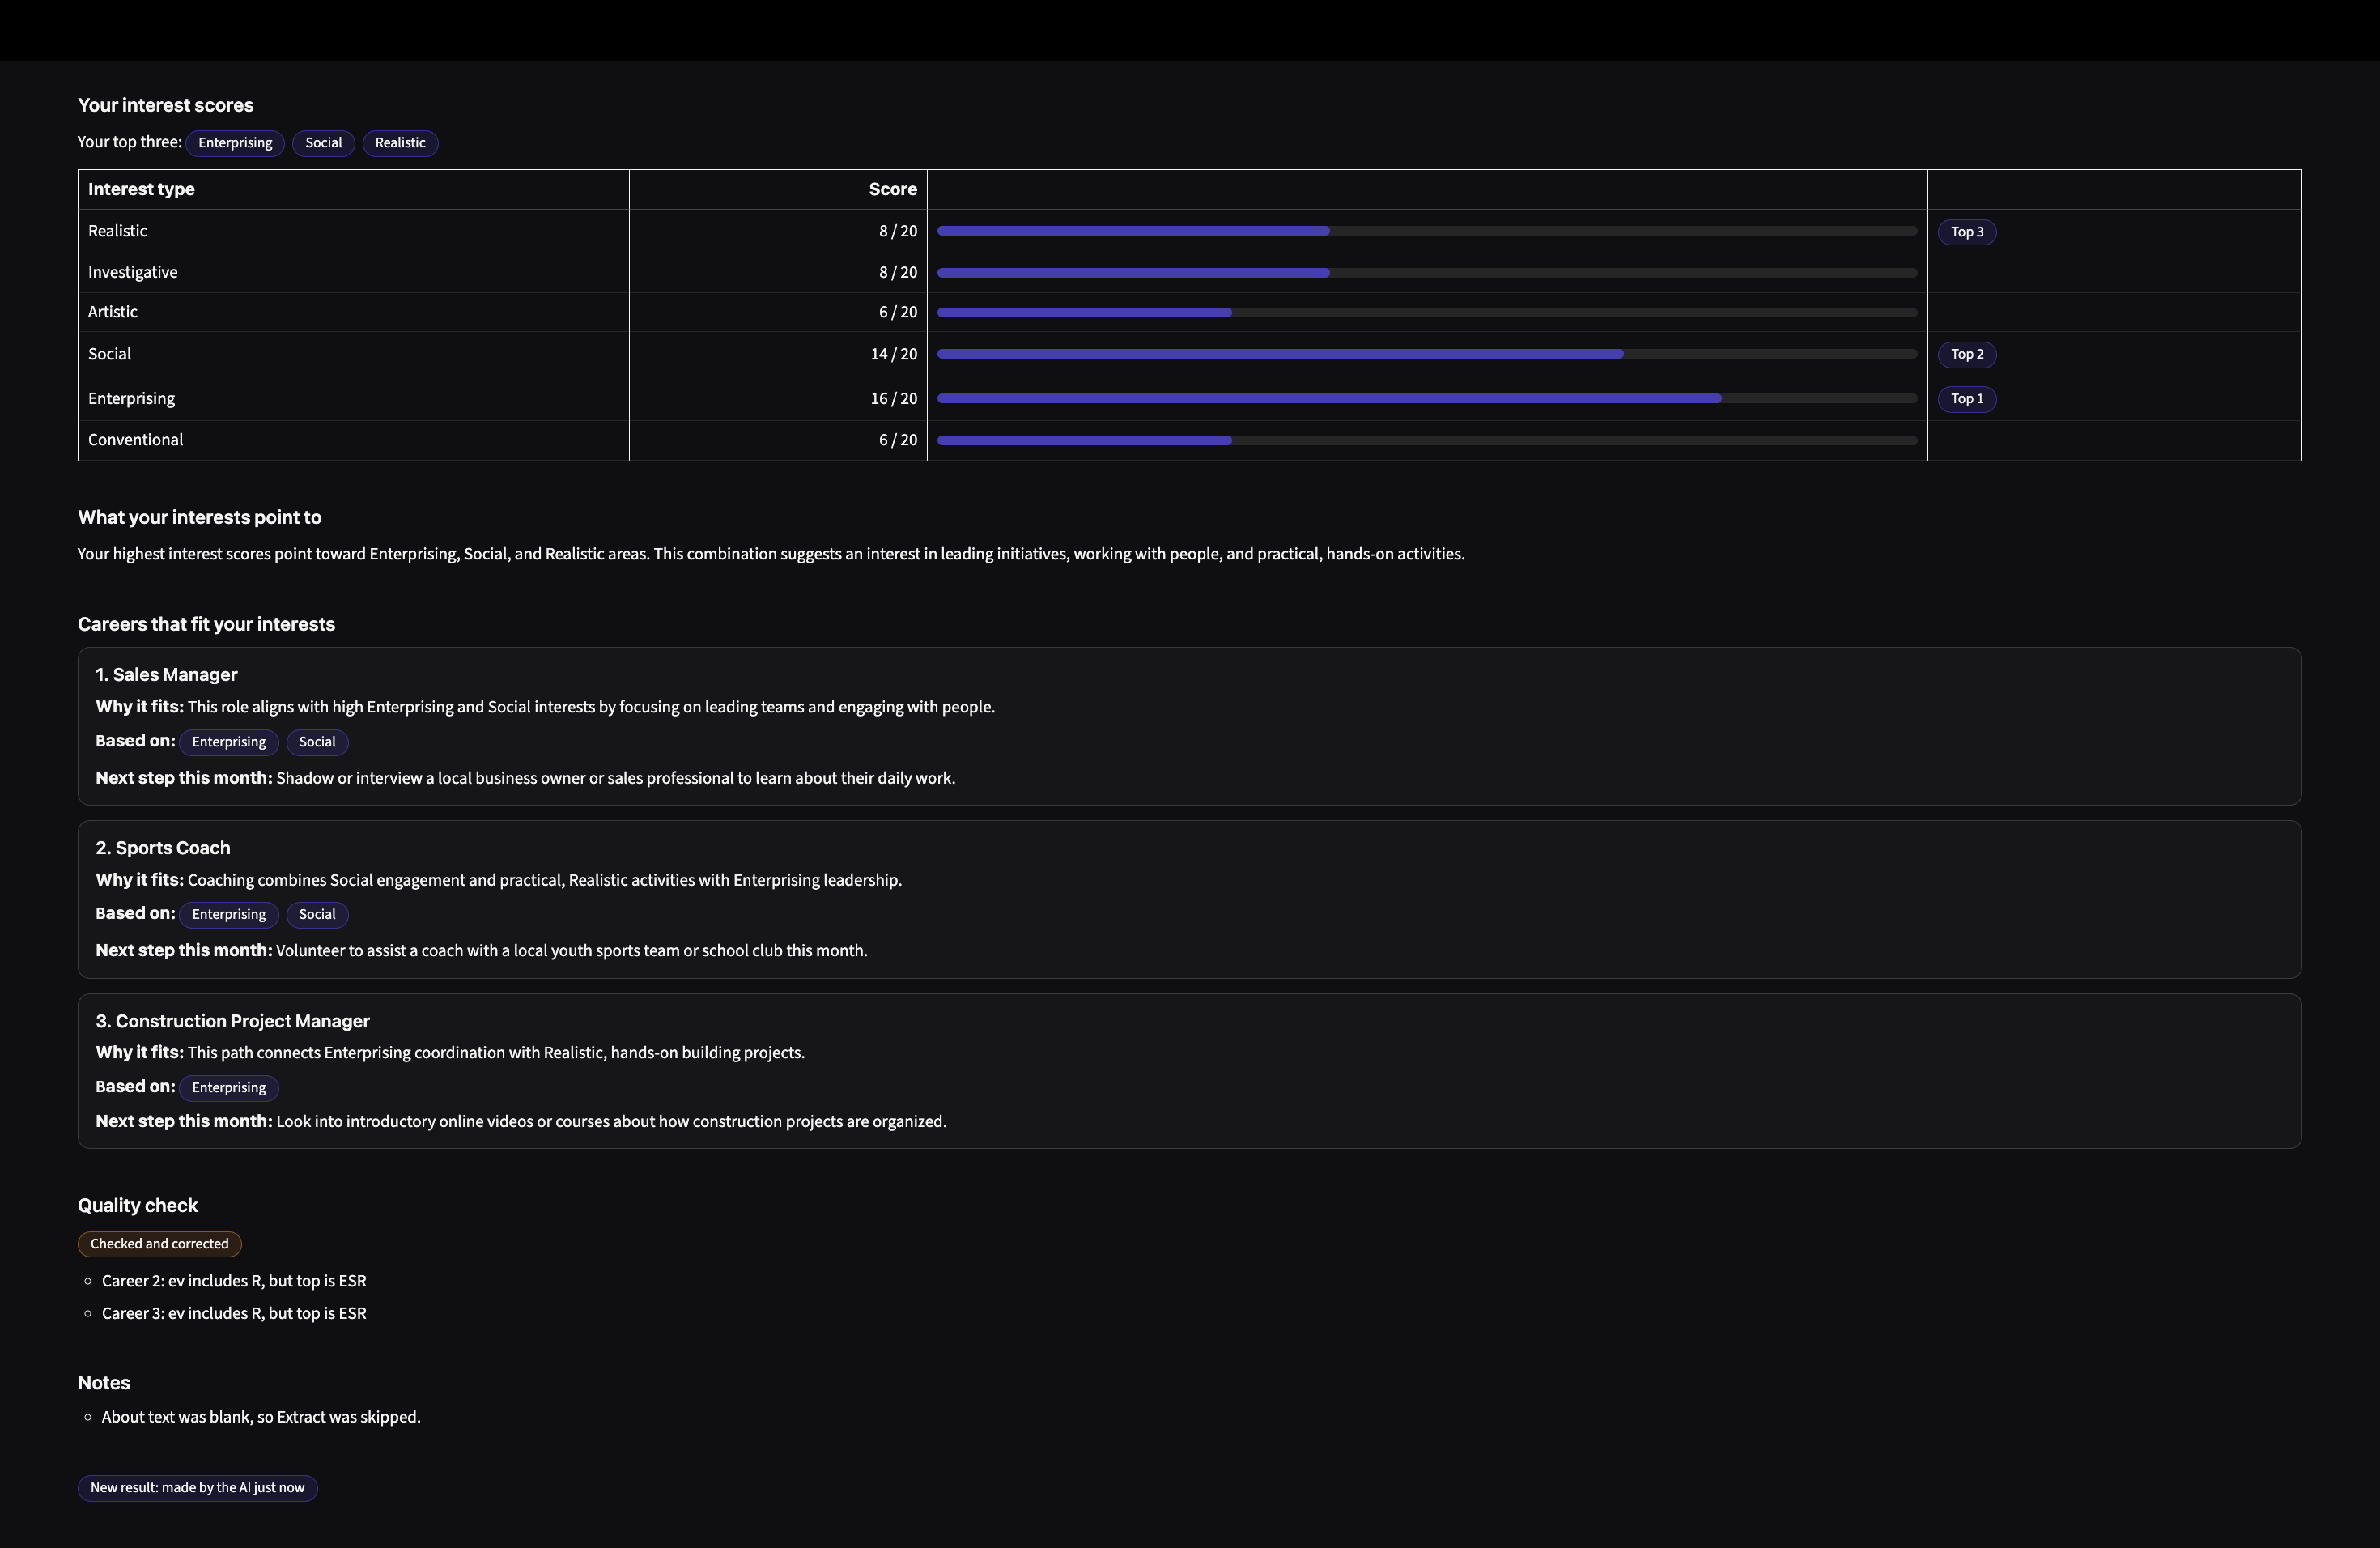 Your interest scores
Your top three: Enterprising Social Realistic
Interest type Score
Realistic 8 / 20 Top 3
Investigative 8 / 20
Artistic 6 / 20
Social 14 / 20 Top 2
Enterprising 16 / 20 Top 1
Conventional 6 / 20
What your interests point to
Your highest interest scores point toward Enterprising, Social, and Realistic areas. This combination suggests an interest in leading initiatives, working with people, and practical, hands-on activities.
Careers that fit your interests
1. Sales Manager
Why it fits: This role aligns with high Enterprising and Social interests by focusing on leading teams and engaging with people.
Based on: Enterprising Social
Next step this month: Shadow or interview a local business owner or sales professional to learn about their daily work.
2. Sports Coach
Why it fits: Coaching combines Social engagement and practical, Realistic activities with Enterprising leadership.
Based on: Enterprising Social
Next step this month: Volunteer to assist a coach with a local youth sports team or school club this month.
3. Construction Project Manager
Why it fits: This path connects Enterprising coordination with Realistic, hands-on building projects.
Based on: Enterprising
Next step this month: Look into introductory online videos or courses about how construction projects are organized.
Quality check
Checked and corrected
Career 2: ev includes R, but top is ESR
Career 3: ev includes R, but top is ESR
Notes
About text was blank, so Extract was skipped.
New result: made by the AI just now